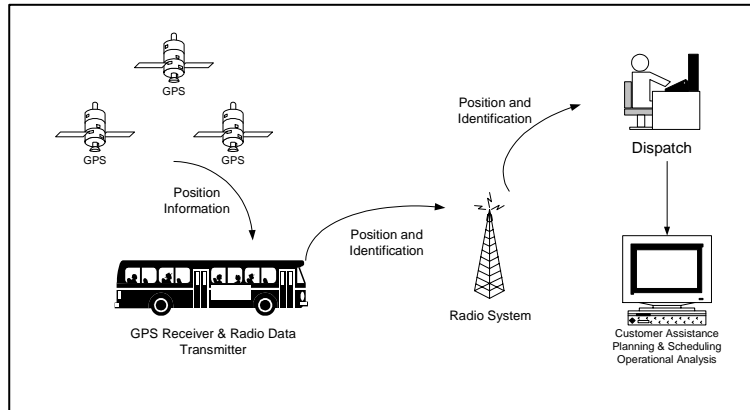 GPS
GPS
GPS
Position
Information
GPS Receiver & Radio Data
Transmitter
Position and
Identification
Radio System
Position and
Identification
Dispatch
Customer Assistance
Planning & Scheduling
Operational Analysis